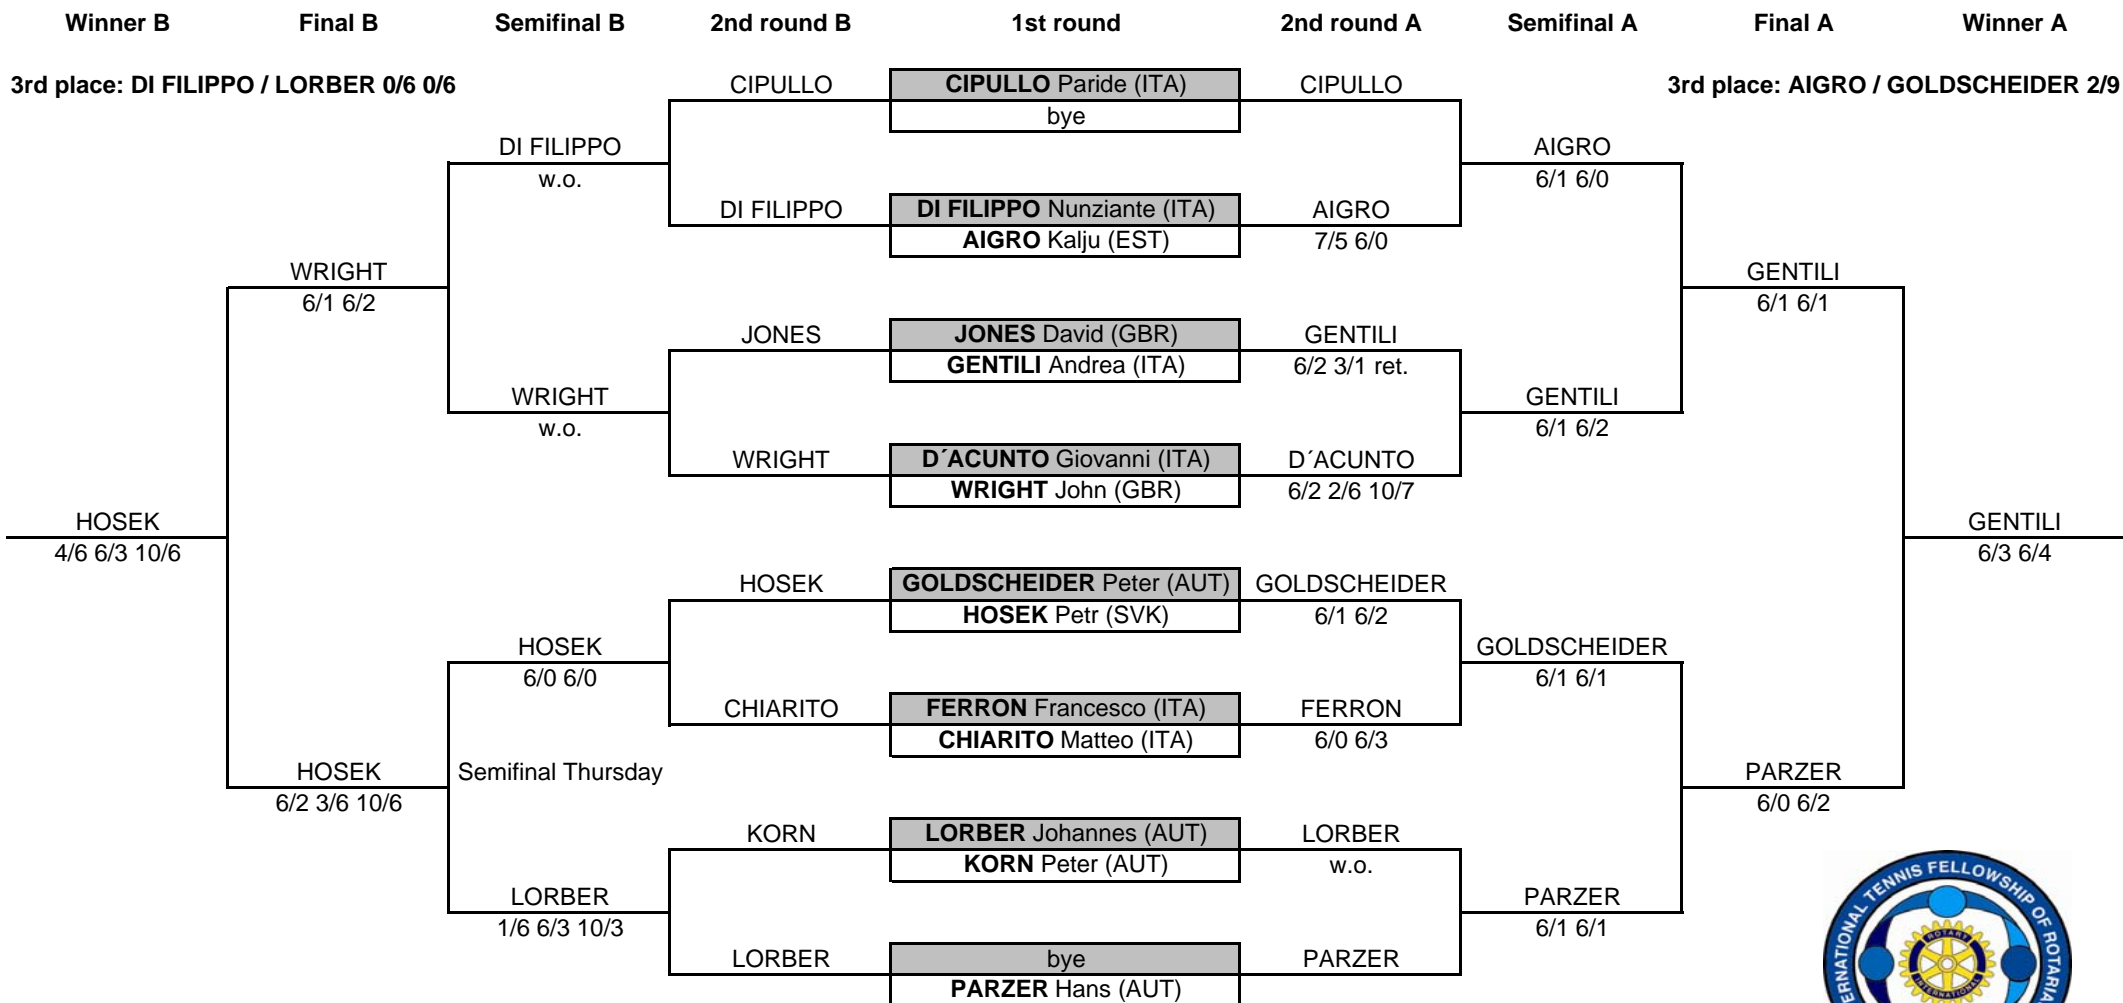 Winner B Final B Semifinal B 2nd round B 1st round 2nd round A Semifinal A Final A Winner A
3rd place: DI FILIPPO / LORBER 0/6 0/6 CIPULLO CIPULLO Paride (ITA) CIPULLO 3rd place: AIGRO / GOLDSCHEIDER 2/9
bye
DI FILIPPO AIGRO
w.o. 6/1 6/0
DI FILIPPO DI FILIPPO Nunziante (ITA) AIGRO
AIGRO Kalju (EST) 7/5 6/0
WRIGHT GENTILI
6/1 6/2 6/1 6/1
JONES JONES David (GBR) GENTILI
GENTILI Andrea (ITA) 6/2 3/1 ret.
WRIGHT GENTILI
w.o. 6/1 6/2
WRIGHT D´ACUNTO Giovanni (ITA) D´ACUNTO
WRIGHT John (GBR) 6/2 2/6 10/7
HOSEK GENTILI
4/6 6/3 10/6 6/3 6/4
HOSEK GOLDSCHEIDER Peter (AUT) GOLDSCHEIDER
HOSEK Petr (SVK) 6/1 6/2
HOSEK GOLDSCHEIDER
6/0 6/0 6/1 6/1
CHIARITO FERRON Francesco (ITA) FERRON
CHIARITO Matteo (ITA) 6/0 6/3
HOSEK Semifinal Thursday PARZER
6/2 3/6 10/6 6/0 6/2
KORN LORBER Johannes (AUT) LORBER
KORN Peter (AUT) w.o.
LORBER PARZER
1/6 6/3 10/3 6/1 6/1
LORBER bye PARZER
PARZER Hans (AUT)
TENNIS FELLOWSHIP OF
ROTARY
INTERNATIONAL